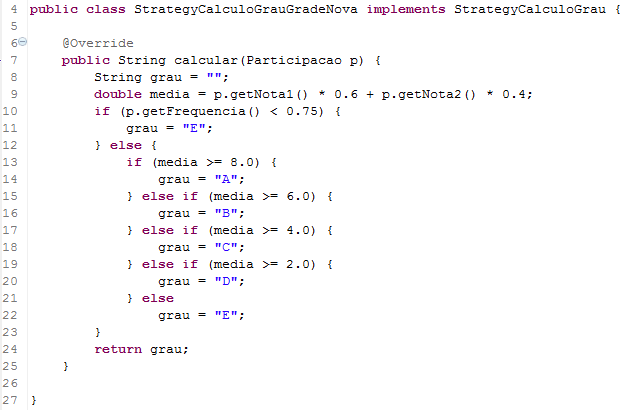 4 public class StrategyCalculoGrauGradeNova implements StrategyCalculoGrau {
5
6 @Override
7 public String calcular(Participacao p) {
8 String grau = "";
9 double media = p.getNota1() * 0.6 + p.getNota2() * 0.4;
10 if (p.getFrequencia() < 0.75) {
11 grau = "E";
12 } else {
13 if (media >= 8.0) {
14 grau = "A";
15 } else if (media >= 6.0) {
16 grau = "B";
17 } else if (media >= 4.0) {
18 grau = "C";
19 } else if (media >= 2.0) {
20 grau = "D";
21 } else
22 grau = "E";
23 }
24 return grau;
25 }
26
27 }